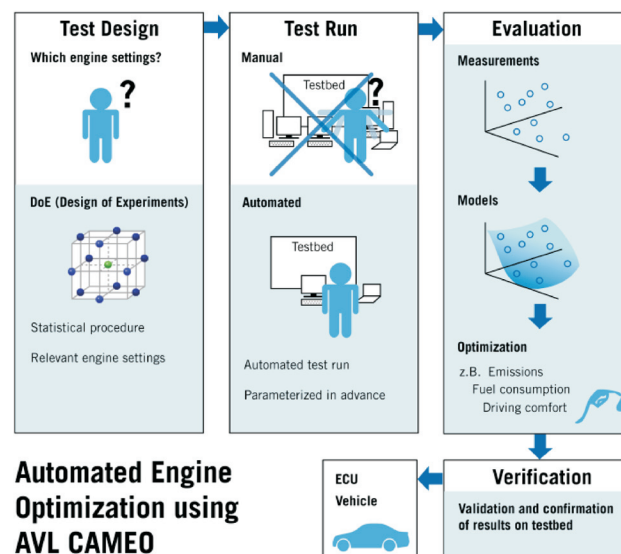 Test Design
Which engine settings?
?
DoE (Design of Experiments)
Statistical procedure
Relevant engine settings
Test Run
Manual
Testbed
?
Automated
Testbed
Automated test run
Parameterized in advance
Evaluation
Measurements
Models
Optimization
z.B. Emissions
Fuel consumption
Driving comfort
Verification
Validation and confirmation
of results on testbed
ECU
Vehicle
Automated Engine
Optimization using
AVL CAMEO